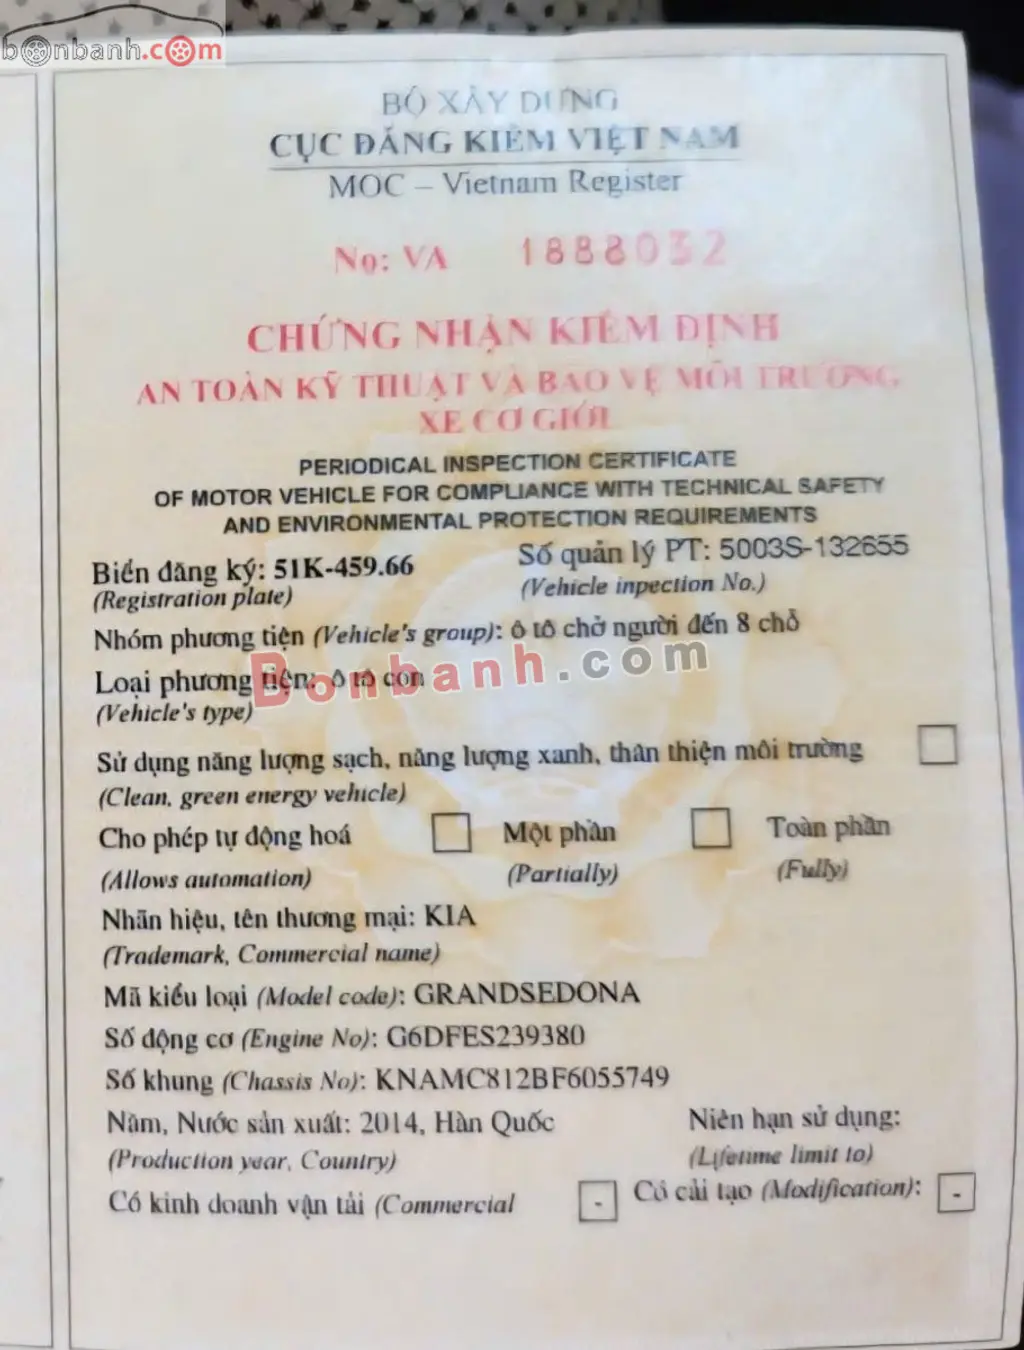 bonbanh.com
BỘ XÂY DỰNG
CỤC ĐĂNG KIỂM VIỆT NAM
MOC – Vietnam Register
No: VA 1888032
CHỨNG NHẬN KIỂM ĐỊNH
AN TOÀN KỸ THUẬT VÀ BẢO VỆ MÔI TRƯỜNG
XE CƠ GIỚI
PERIODICAL INSPECTION CERTIFICATE
OF MOTOR VEHICLE FOR COMPLIANCE WITH TECHNICAL SAFETY
AND ENVIRONMENTAL PROTECTION REQUIREMENTS
Biển đăng ký: 51K-459.66 Số quản lý PT: 5003S-132655
(Registration plate) (Vehicle inpection No.)
Nhóm phương tiện (Vehicle's group): ô tô chở người đến 8 chỗ
Bonbanh.com
Loại phương tiện: ô tô con
(Vehicle's type)
Sử dụng năng lượng sạch, năng lượng xanh, thân thiện môi trường
(Clean, green energy vehicle)
Cho phép tự động hoá Một phần Toàn phần
(Allows automation) (Partially) (Fully)
Nhãn hiệu, tên thương mại: KIA
(Trademark, Commercial name)
Mã kiểu loại (Model code): GRANDSEDONA
Số động cơ (Engine No): G6DFES239380
Số khung (Chassis No): KNAMC812BF6055749
Năm, Nước sản xuất: 2014, Hàn Quốc Niên hạn sử dụng:
(Production year, Country) (Lifetime limit to)
Có kinh doanh vận tải (Commercial - Có cải tạo (Modification): -